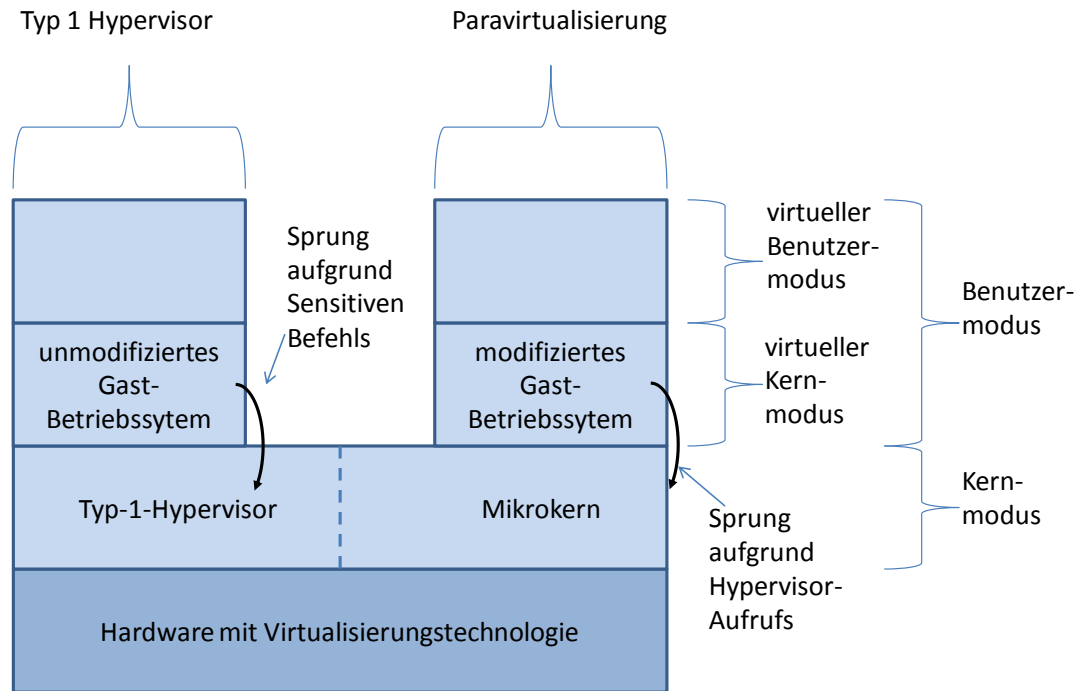 Typ 1 Hypervisor
Paravirtualisierung
Sprung
aufgrund
Sensitiven
Befehls
virtueller
Benutzer-
modus
Benutzer-
modus
unmodifiziertes
Gast-
Betriebssytem
modifiziertes
Gast-
Betriebssytem
virtueller
Kern-
modus
Typ-1-Hypervisor
Mikrokern
Kern-
modus
Sprung
aufgrund
Hypervisor-
Aufrufs
Hardware mit Virtualisierungstechnologie